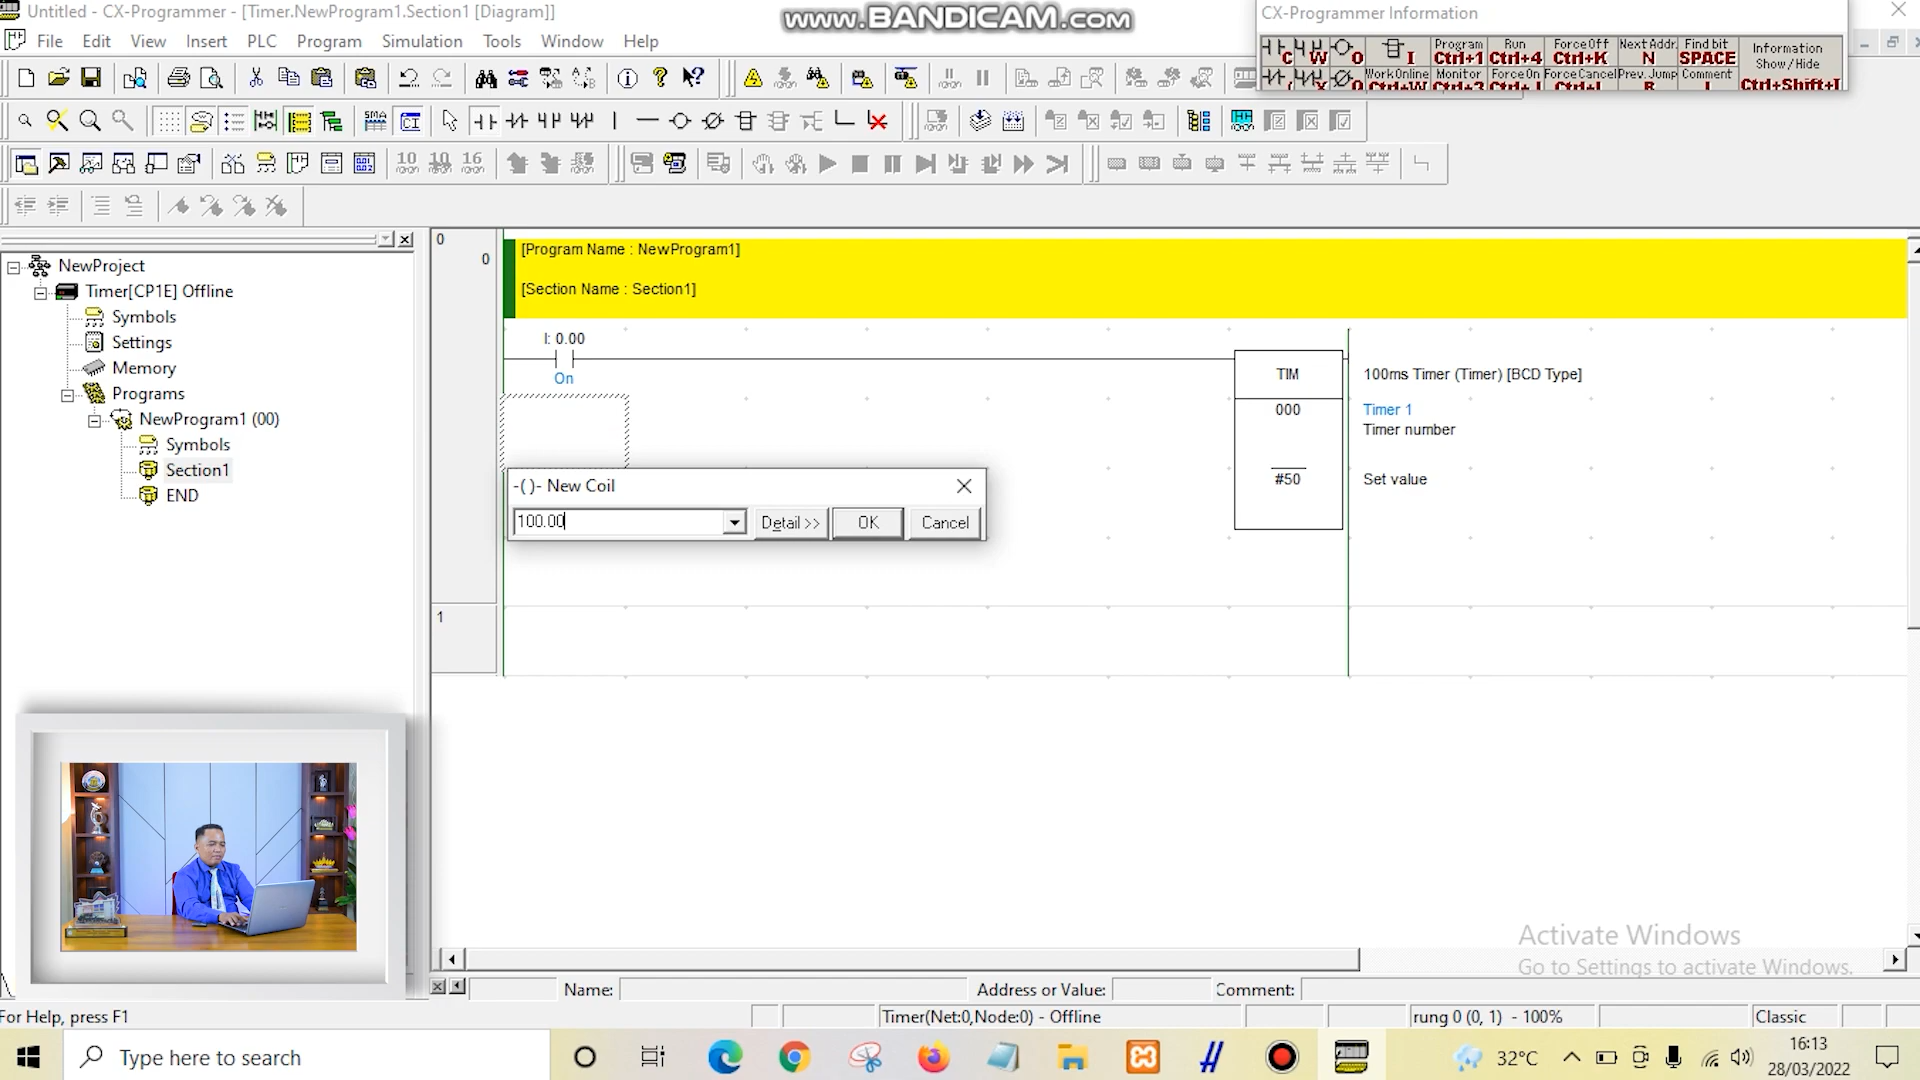 Untitled - CX-Programmer - [Timer.NewProgram1.Section1 [Diagram]]
www.BANDICAM.com
CX-Programmer Information
File Edit View Insert PLC Program Simulation Tools Window Help
C W O I
Program Ctrl+1
Run Ctrl+4
Force Off Ctrl+K
Next Addr. N
Find bit SPACE
Information Show / Hide
Work Online Monitor Force On Force Cancel Prev. Jump Comment
Ctrl+Shift+I
SMA CI
10 10 16
NewProject
Timer[CP1E] Offline
Symbols
Settings
Memory
Programs
NewProgram1 (00)
Symbols
Section1
END
0
0
[Program Name : NewProgram1]
[Section Name : Section1]
I: 0.00
On
TIM
100ms Timer (Timer) [BCD Type]
000
Timer 1
Timer number
#50
Set value
-( )- New Coil
100.00
Detail >>
OK
Cancel
1
Activate Windows
Go to Settings to activate Windows.
Name:
Address or Value:
Comment:
For Help, press F1
Timer(Net:0,Node:0) - Offline
rung 0 (0, 1) - 100%
Classic
Type here to search
32°C
16:13
28/03/2022